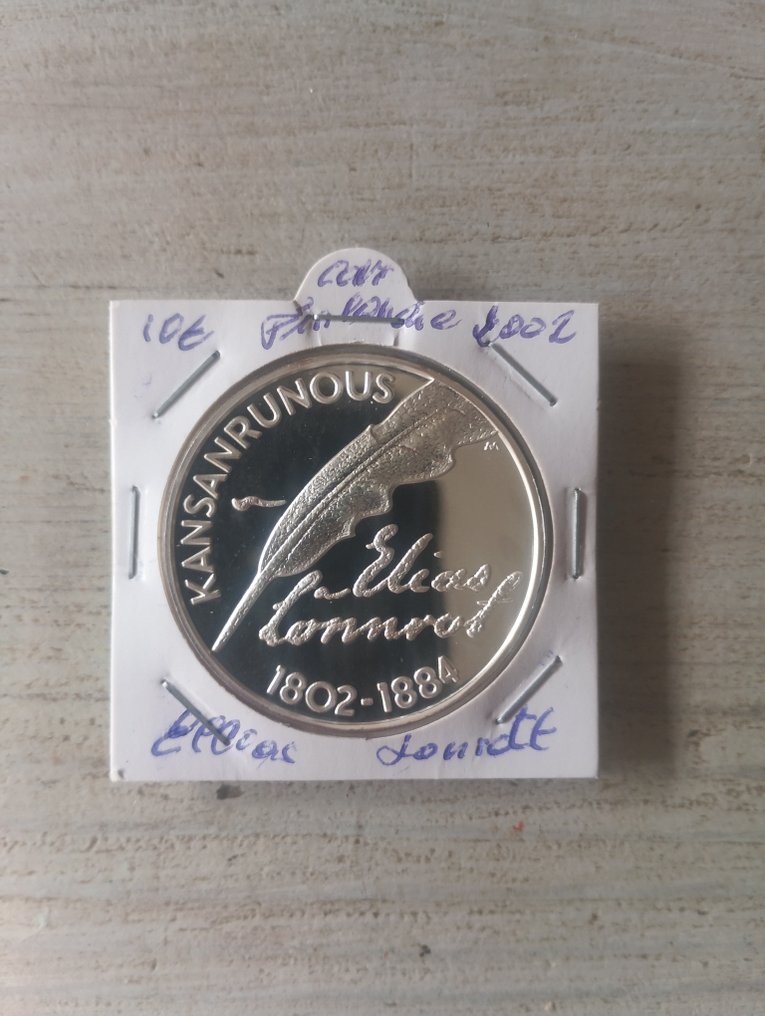 10€ Finlande 2002
KANSANRUNOUS
M
Elias
Lönnrot
1802-1884